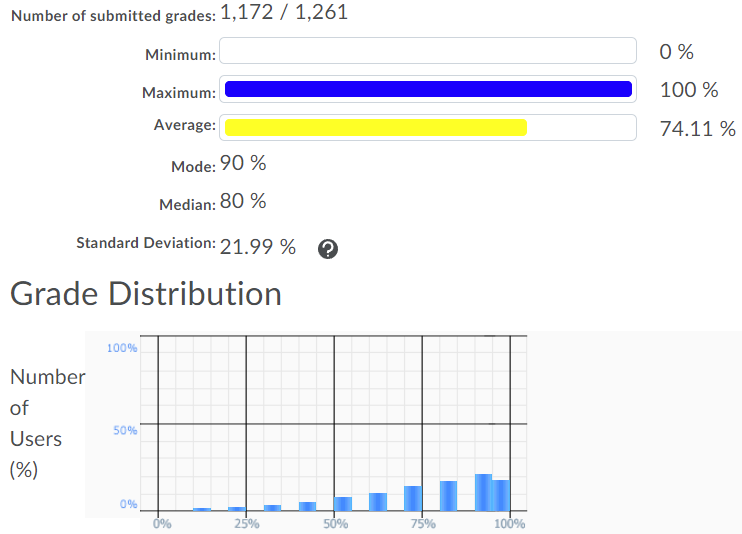 Number of submitted grades: 1,172 / 1,261
Minimum: 0 %
Maximum: 100 %
Average: 74.11 %
Mode: 90 %
Median: 80 %
Standard Deviation: 21.99 % ?
Grade Distribution
Number
of
Users
(%)
100%
50%
0%
0% 25% 50% 75% 100%